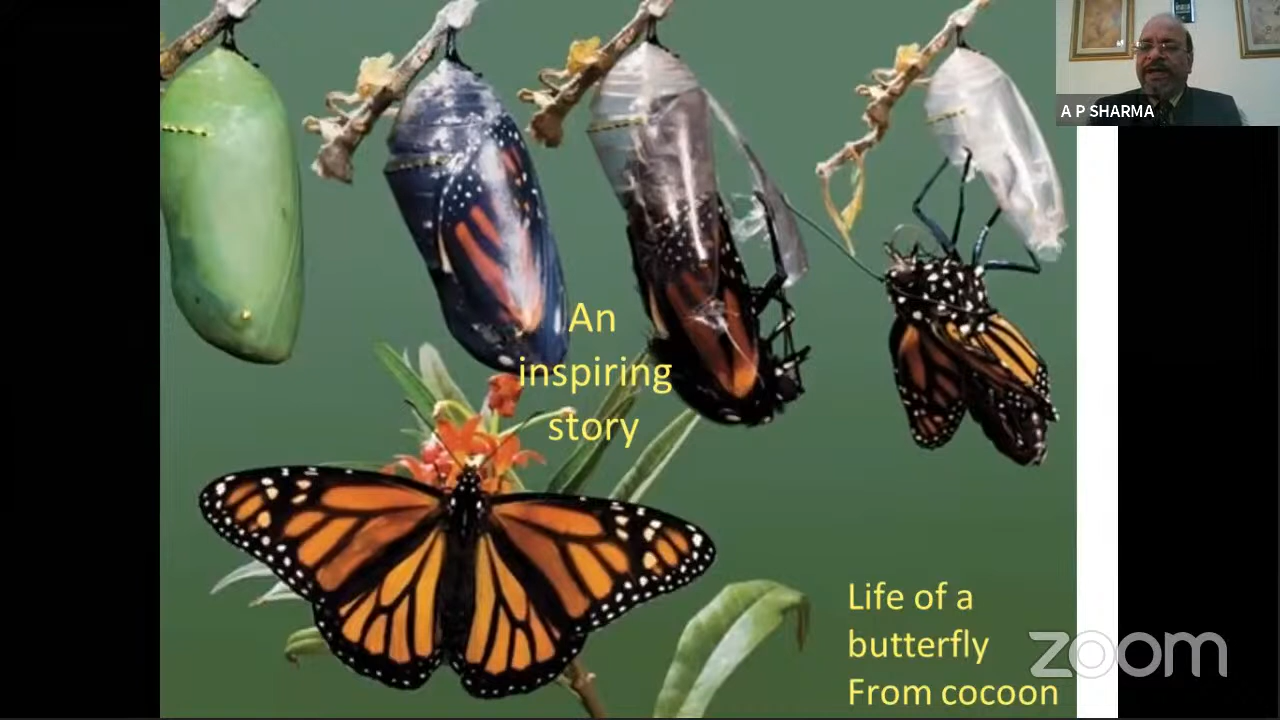 A P SHARMA
An
inspiring
story
Life of a
butterfly
From cocoon
zoom